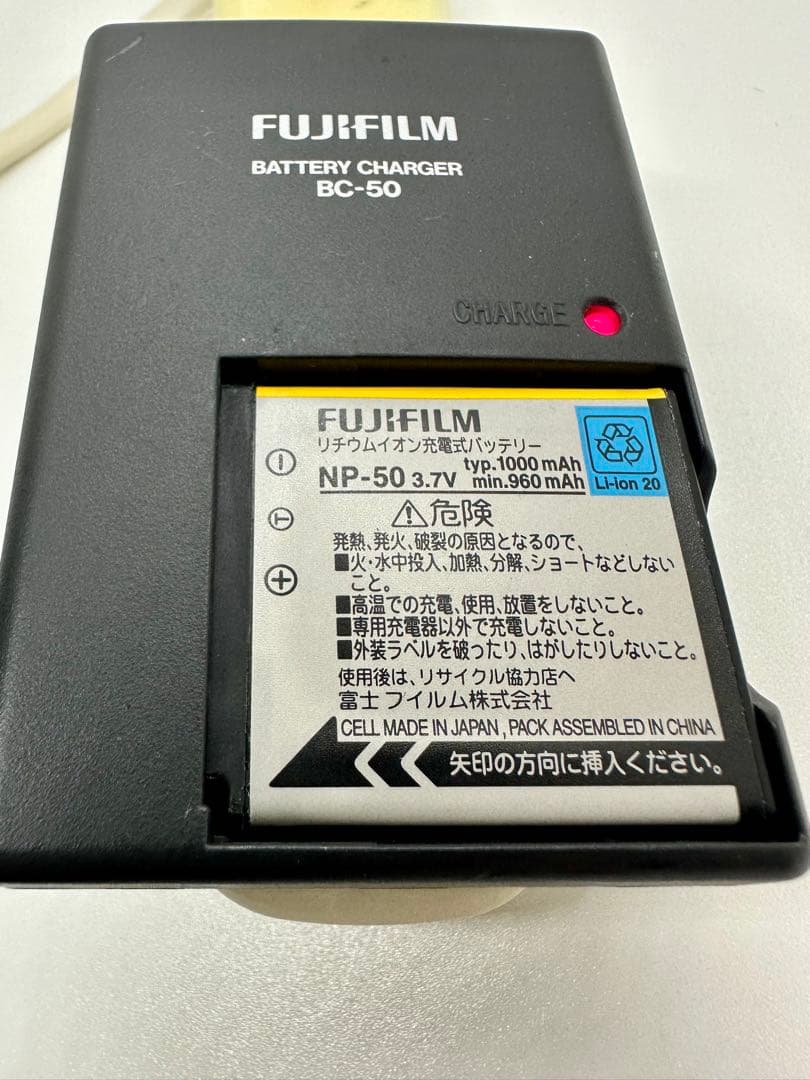 FUJIFILM
BATTERY CHARGER
BC-50
CHARGE
FUJIFILM
リチウムイオン充電式バッテリー
NP-50 3.7V typ.1000 mAh
min.960 mAh
Li-ion 20
⚠危険
発熱、発火、破裂の原因となるので、
■火・水中投入、加熱、分解、ショートなどしない
こと。
■高温での充電、使用、放置をしないこと。
■専用充電器以外で充電しないこと。
■外装ラベルを破ったり、はがしたりしないこと。
使用後は、リサイクル協力店へ
富士フイルム株式会社
CELL MADE IN JAPAN , PACK ASSEMBLED IN CHINA
矢印の方向に挿入ください。
－
T
＋